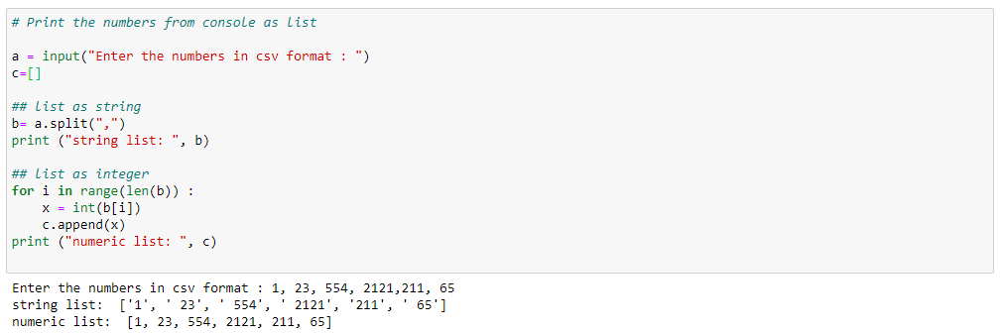 # Print the numbers from console as list
a = input("Enter the numbers in csv format : ")
c=[]
## list as string
b= a.split(",")
print ("string list: ", b)
## list as integer
for i in range(len(b)) :
    x = int(b[i])
    c.append(x)
print ("numeric list: ", c)
Enter the numbers in csv format : 1, 23, 554, 2121,211, 65
string list:  ['1', ' 23', ' 554', ' 2121', '211', ' 65']
numeric list:  [1, 23, 554, 2121, 211, 65]